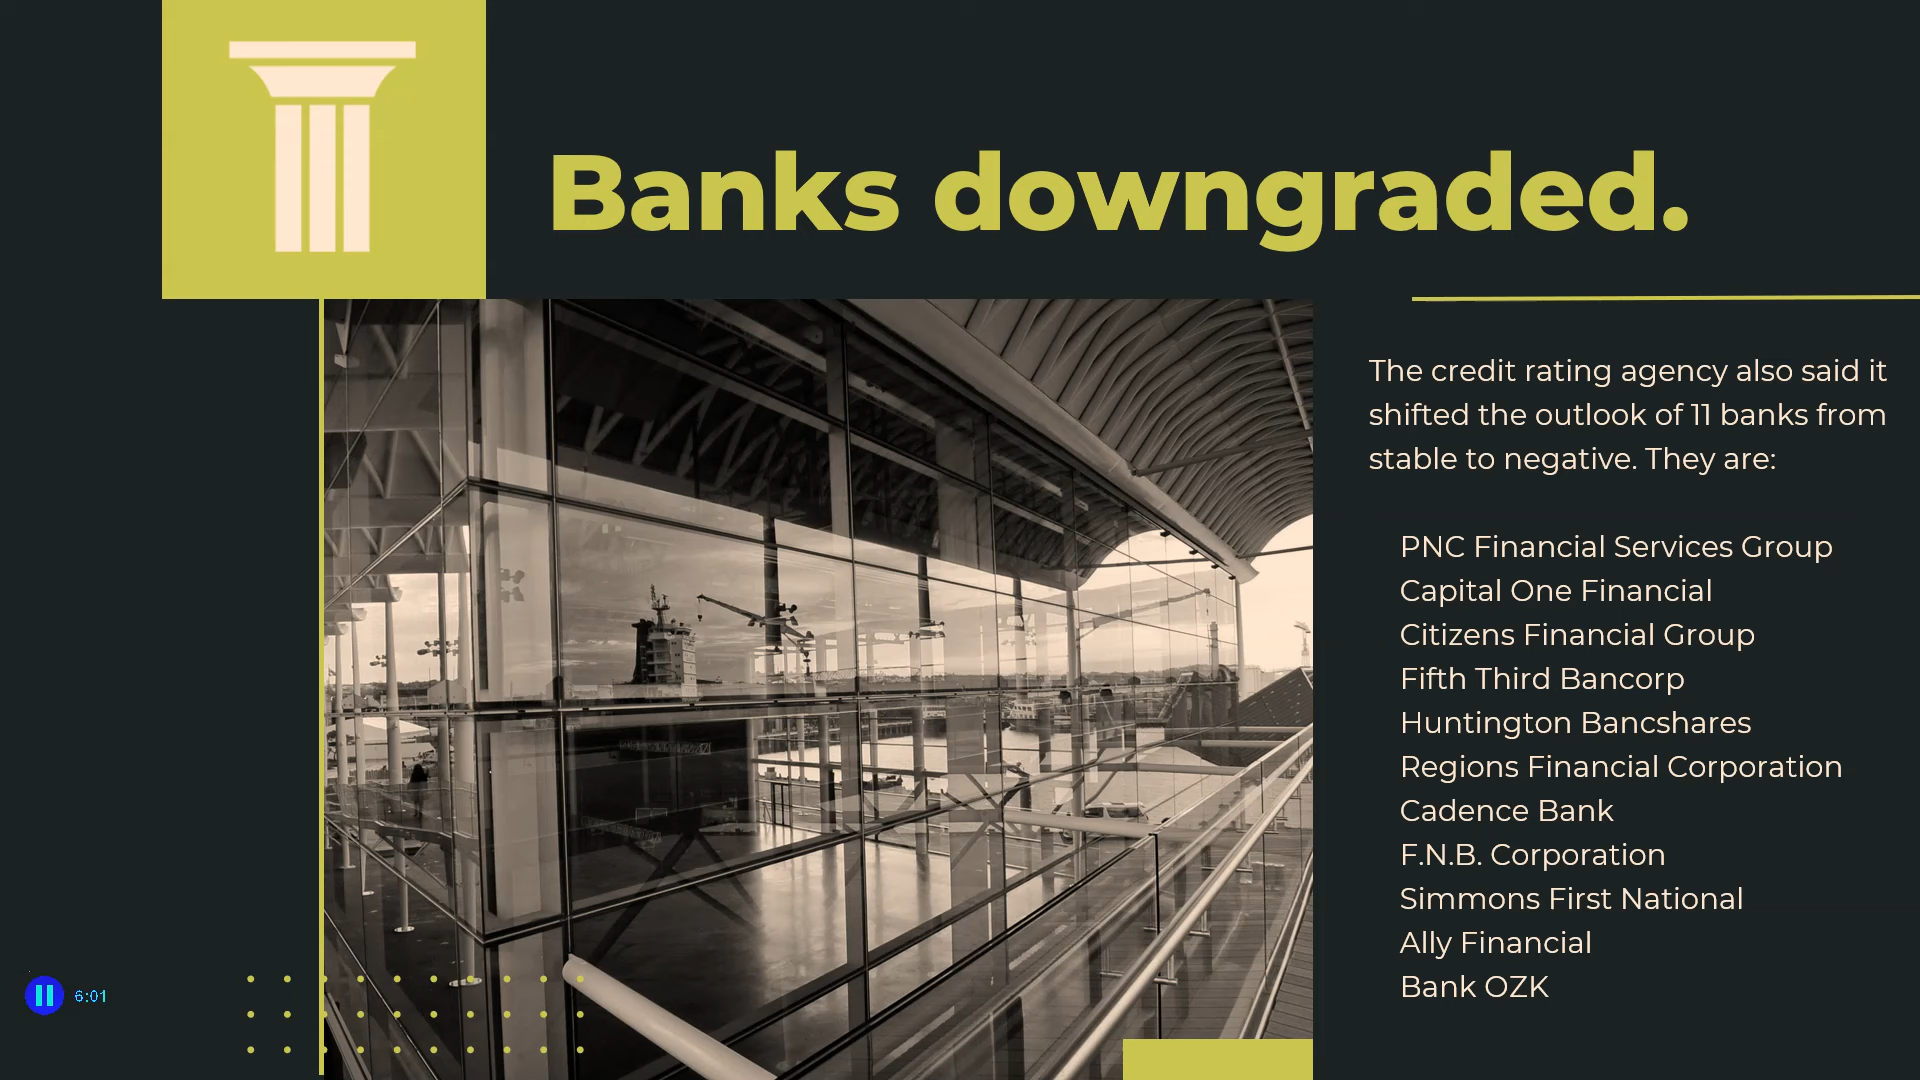 Banks downgraded.
The credit rating agency also said it
shifted the outlook of 11 banks from
stable to negative. They are:
PNC Financial Services Group
Capital One Financial
Citizens Financial Group
Fifth Third Bancorp
Huntington Bancshares
Regions Financial Corporation
Cadence Bank
F.N.B. Corporation
Simmons First National
Ally Financial
Bank OZK
6:01